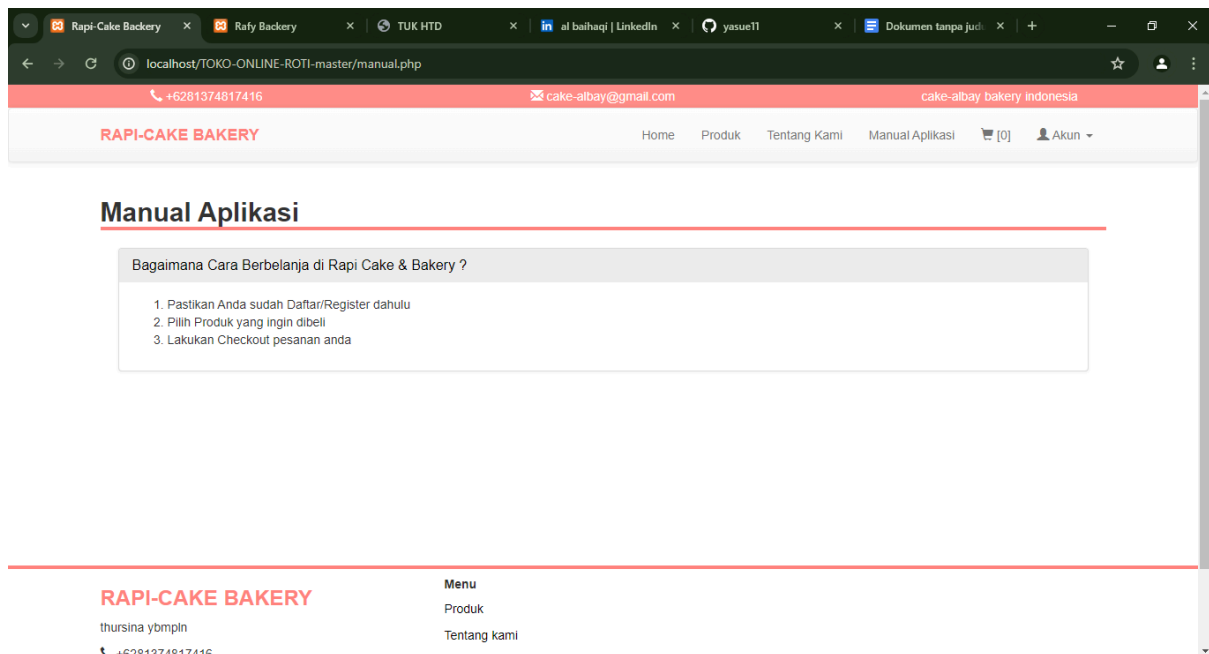 Rapi-Cake Backery
Rafy Backery
TUK HTD
al baihaqi | LinkedIn
yasue11
Dokumen tanpa jud
localhost/TOKO-ONLINE-ROTI-master/manual.php
+6281374817416
cake-albay@gmail.com
cake-albay bakery indonesia
RAPI-CAKE BAKERY
Home
Produk
Tentang Kami
Manual Aplikasi
[0]
Akun
Manual Aplikasi
Bagaimana Cara Berbelanja di Rapi Cake & Bakery ?
1. Pastikan Anda sudah Daftar/Register dahulu
2. Pilih Produk yang ingin dibeli
3. Lakukan Checkout pesanan anda
RAPI-CAKE BAKERY
thursina ybmpln
+6281374817416
Menu
Produk
Tentang kami